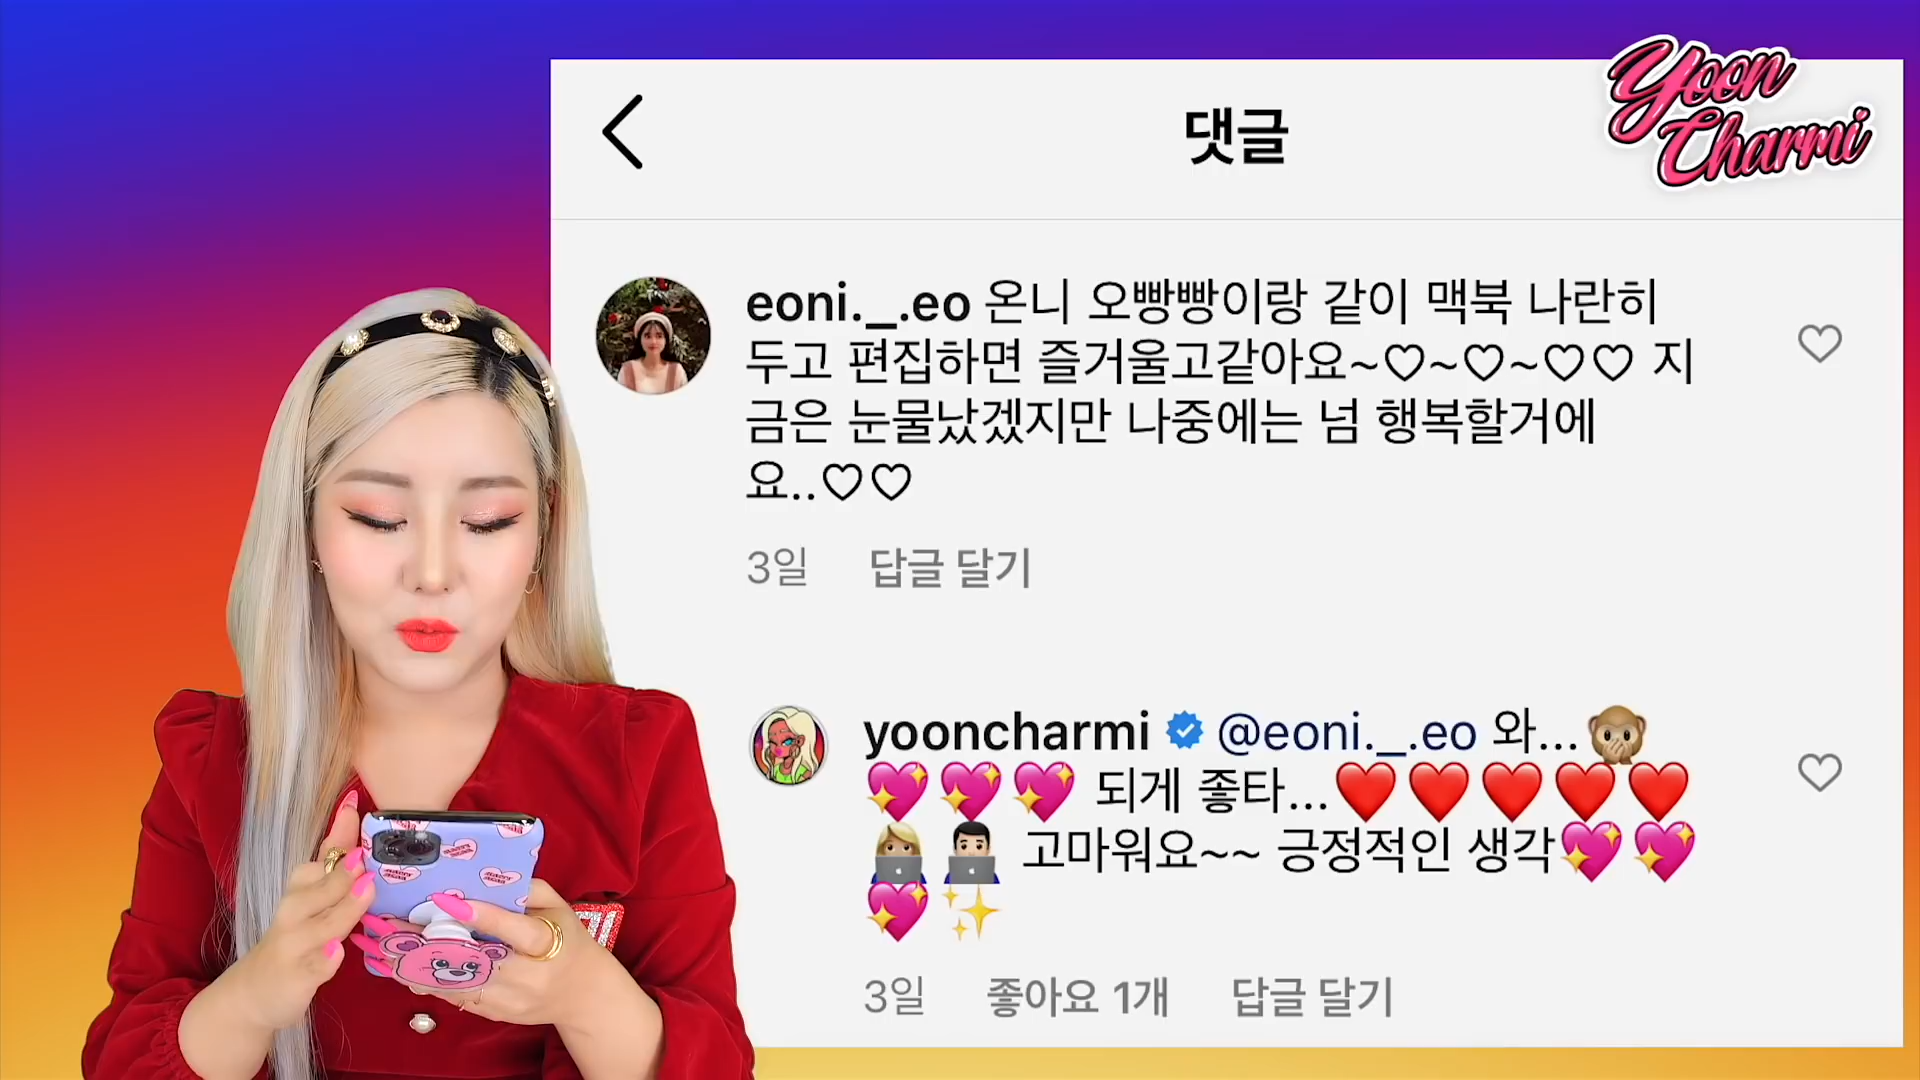 Yoon
Charmi
댓글
eoni._.eo 온니 오빵빵이랑 같이 맥북 나란히
두고 편집하면 즐거울고같아요~♡~♡~♡♡ 지
금은 눈물났겠지만 나중에는 넘 행복할거에
요..♡♡
3일 답글 달기
yooncharmi @eoni._.eo 와...🙊
💖💖💖 되게 좋타...❤️❤️❤️❤️❤️
👩🏼‍💻👨🏻‍💻 고마워요~~ 긍정적인 생각💖💖
💖✨
3일 좋아요 1개 답글 달기